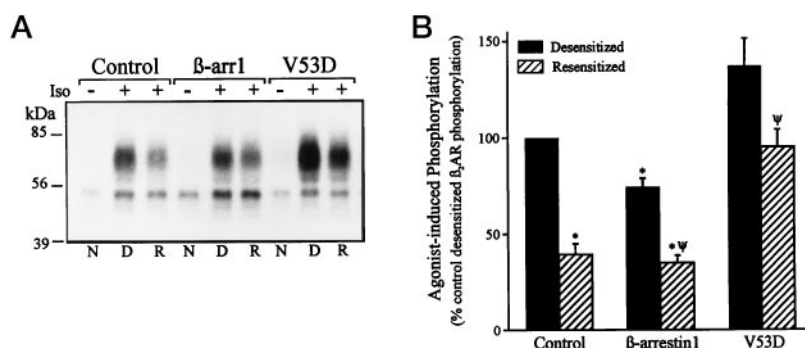 A
Control ß-arr1 V53D
Iso - + + - + + - + +
kDa
85
56
39
N D R N D R N D R
B
Agonist-induced Phosphorylation
(% control desensitized ß₂AR phosphorylation)
150
100
50
0
Desensitized
Resensitized
*
*
*Ψ
Ψ
Control ß-arrestin1 V53D